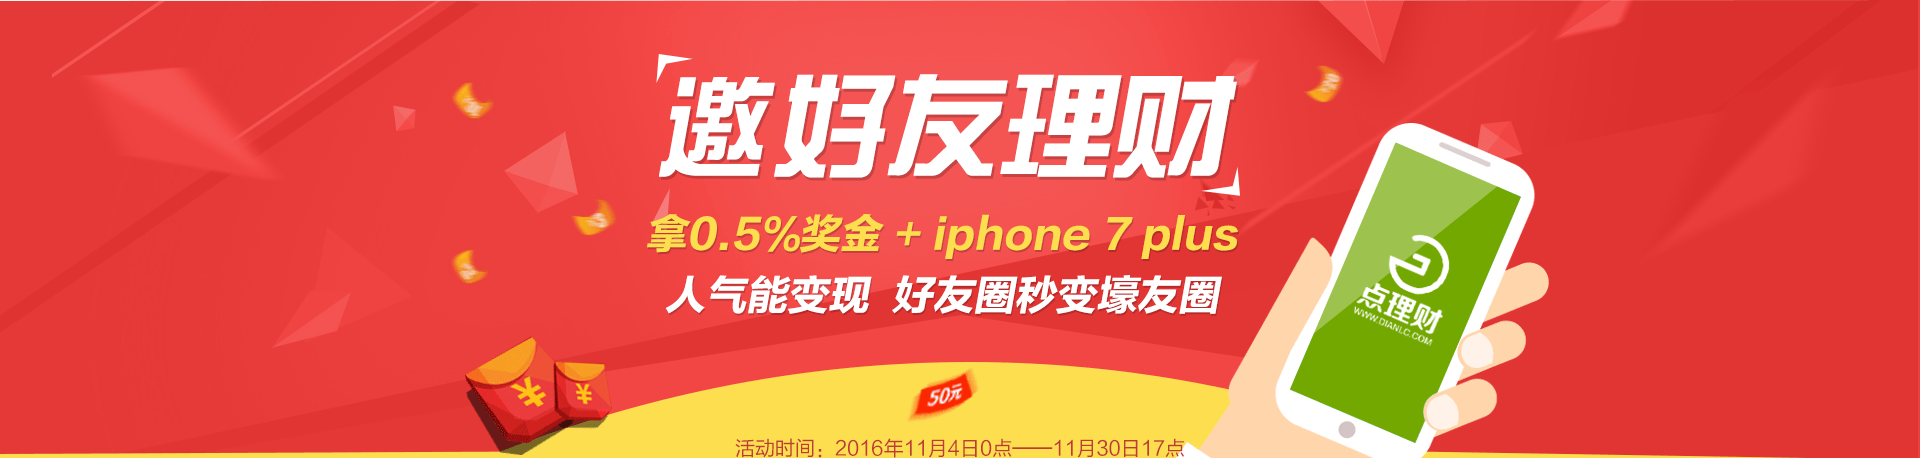 邀好友理财
拿0.5%奖金 + iphone 7 plus
人气能变现 好友圈秒变壕友圈
点理财
WWW.DIANLC.COM
¥
¥
50元
活动时间：2016年11月4日0点——11月30日17点